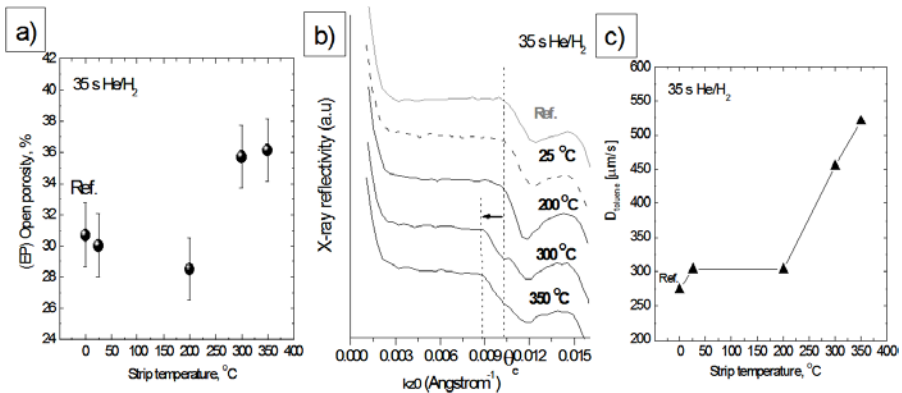 a)
35 s He/H₂
(EP) Open porosity, %
42
40
38
36
34
32
30
28
26
24
Ref.
0 50 100 150 200 250 300 350 400
Strip temperature, °C
b)
35 s He/H₂
X-ray reflectivity (a.u)
Ref.
25 °C
200 °C
300 °C
350 °C
0.000 0.003 0.006 0.009 θc 0.012 0.015
kz0 (Angstrom⁻¹)
c)
35 s He/H₂
D toluene [μm/s]
600
550
500
450
400
350
300
250
200
Ref.
0 50 100 150 200 250 300 350 400
Strip temperature, °C